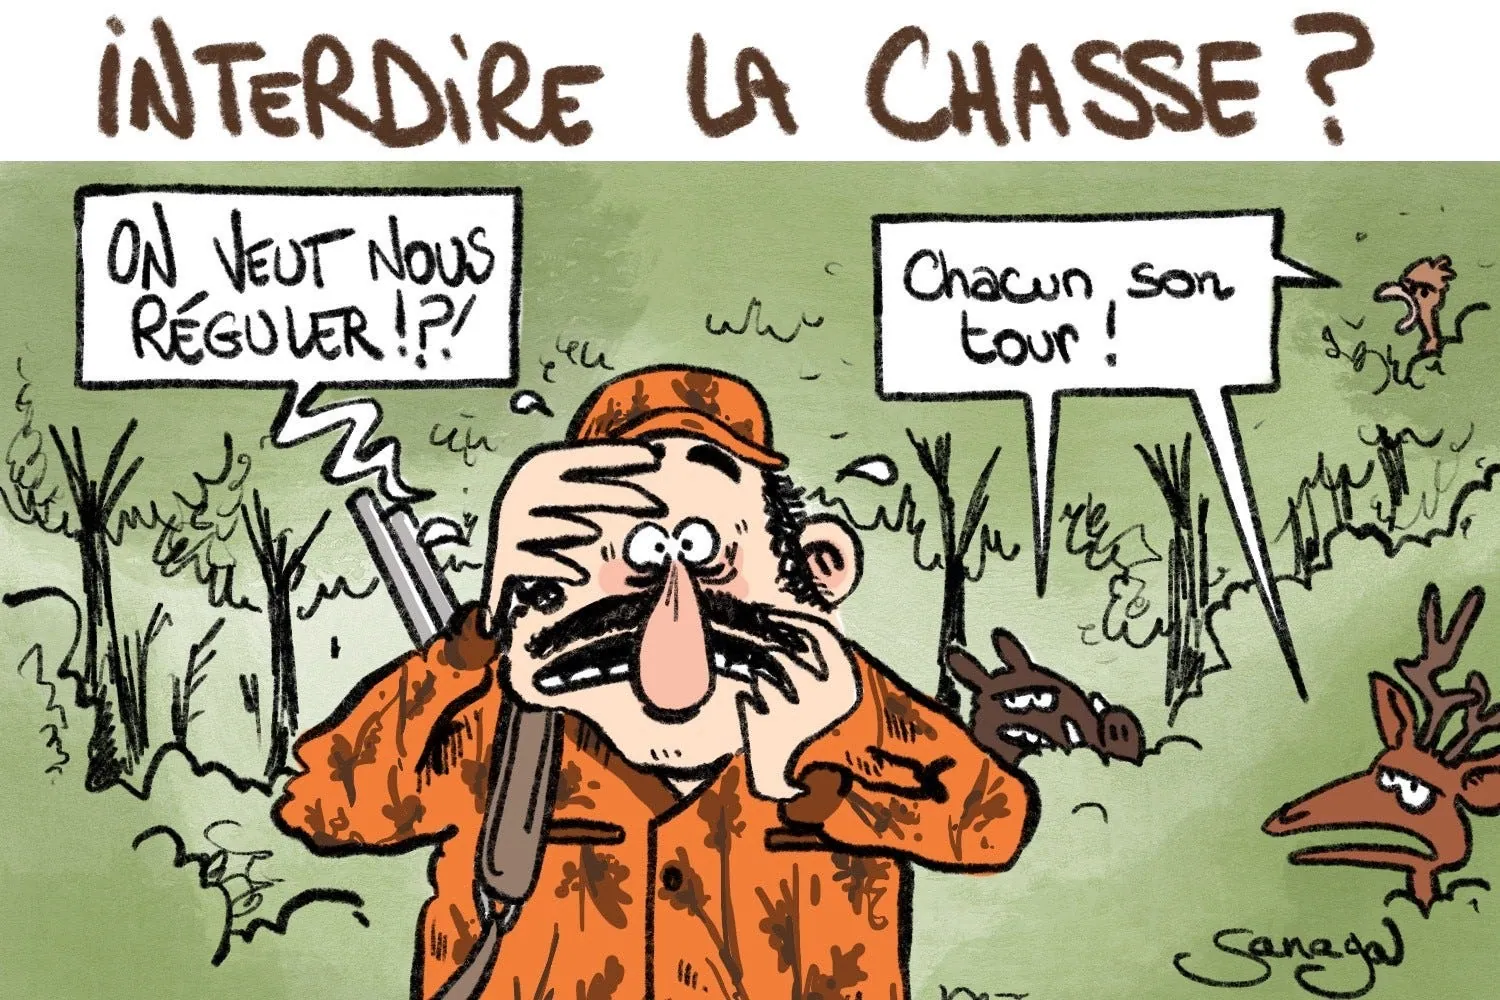 INTERDIRE LA CHASSE ?
ON VEUT NOUS
RÉGULER !?!
Chacun son
tour !
Sanaga